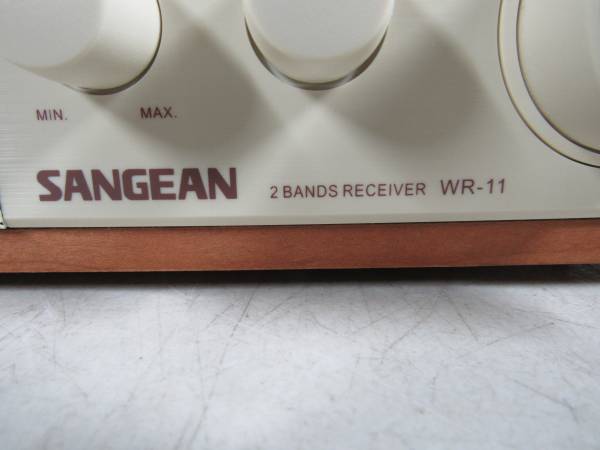 MIN. MAX.
SANGEAN 2 BANDS RECEIVER WR-11